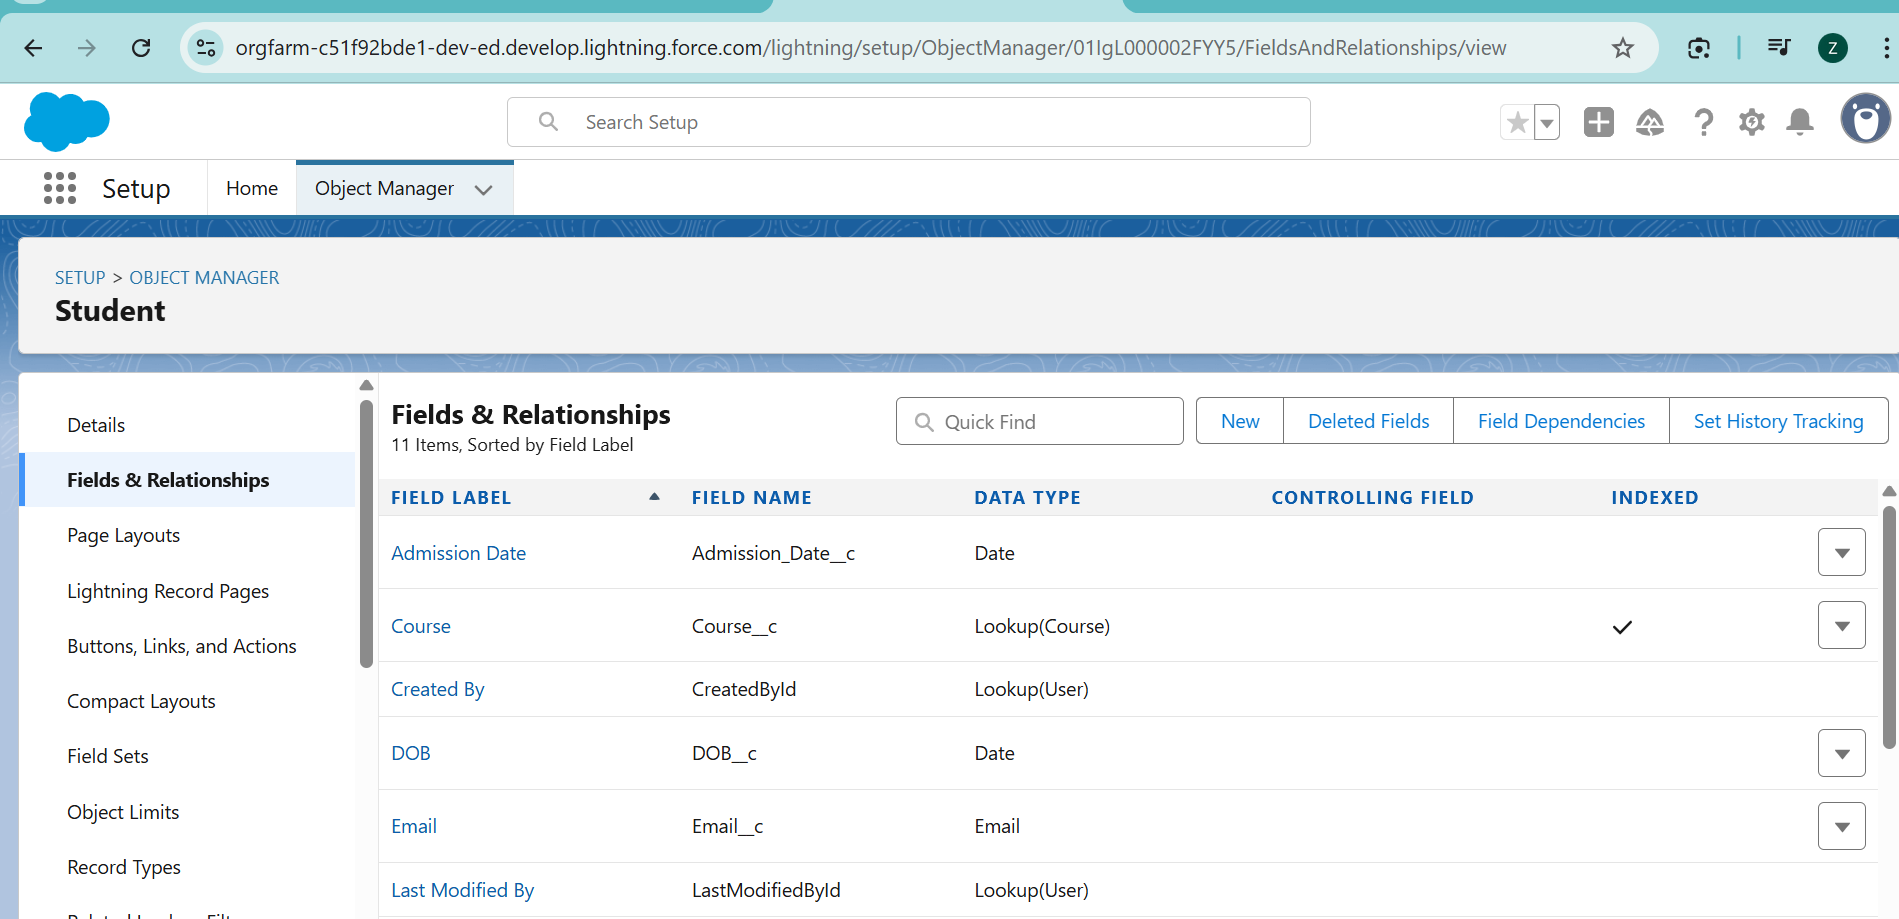 orgfarm-c51f92bde1-dev-ed.develop.lightning.force.com/lightning/setup/ObjectManager/01IgL000002FYY5/FieldsAndRelationships/view
Z
Search Setup
Setup
Home
Object Manager
SETUP > OBJECT MANAGER
Student
Details
Fields & Relationships
Page Layouts
Lightning Record Pages
Buttons, Links, and Actions
Compact Layouts
Field Sets
Object Limits
Record Types
Fields & Relationships
11 Items, Sorted by Field Label
Quick Find
New
Deleted Fields
Field Dependencies
Set History Tracking
FIELD LABEL FIELD NAME DATA TYPE CONTROLLING FIELD INDEXED
Admission Date Admission_Date__c Date
Course Course__c Lookup(Course)
Created By CreatedById Lookup(User)
DOB DOB__c Date
Email Email__c Email
Last Modified By LastModifiedById Lookup(User)